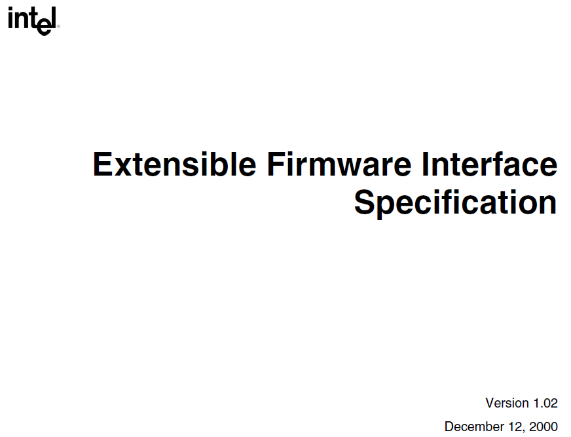 intel
Extensible Firmware Interface
Specification
Version 1.02
December 12, 2000